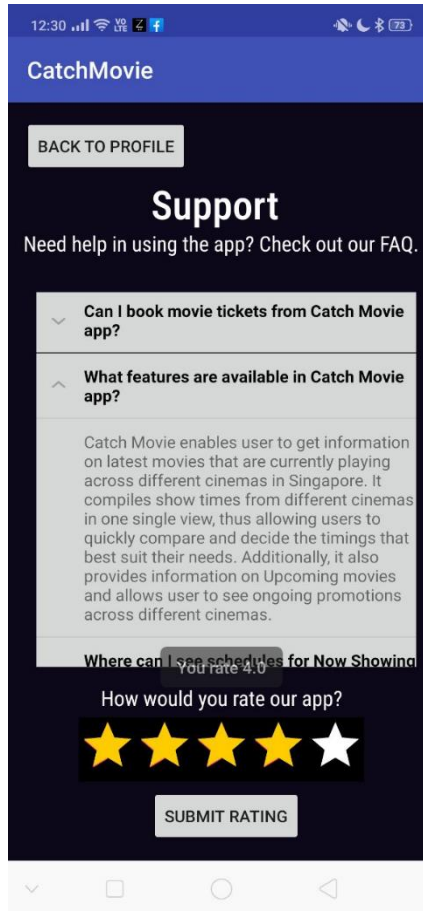 12:30
VO
LTE
Z
f
73
CatchMovie
BACK TO PROFILE
Support
Need help in using the app? Check out our FAQ.
Can I book movie tickets from Catch Movie
app?
What features are available in Catch Movie
app?
Catch Movie enables user to get information
on latest movies that are currently playing
across different cinemas in Singapore. It
compiles show times from different cinemas
in one single view, thus allowing users to
quickly compare and decide the timings that
best suit their needs. Additionally, it also
provides information on Upcoming movies
and allows user to see ongoing promotions
across different cinemas.
Where can I see schedules for Now Showing
You rate 4.0
How would you rate our app?
SUBMIT RATING